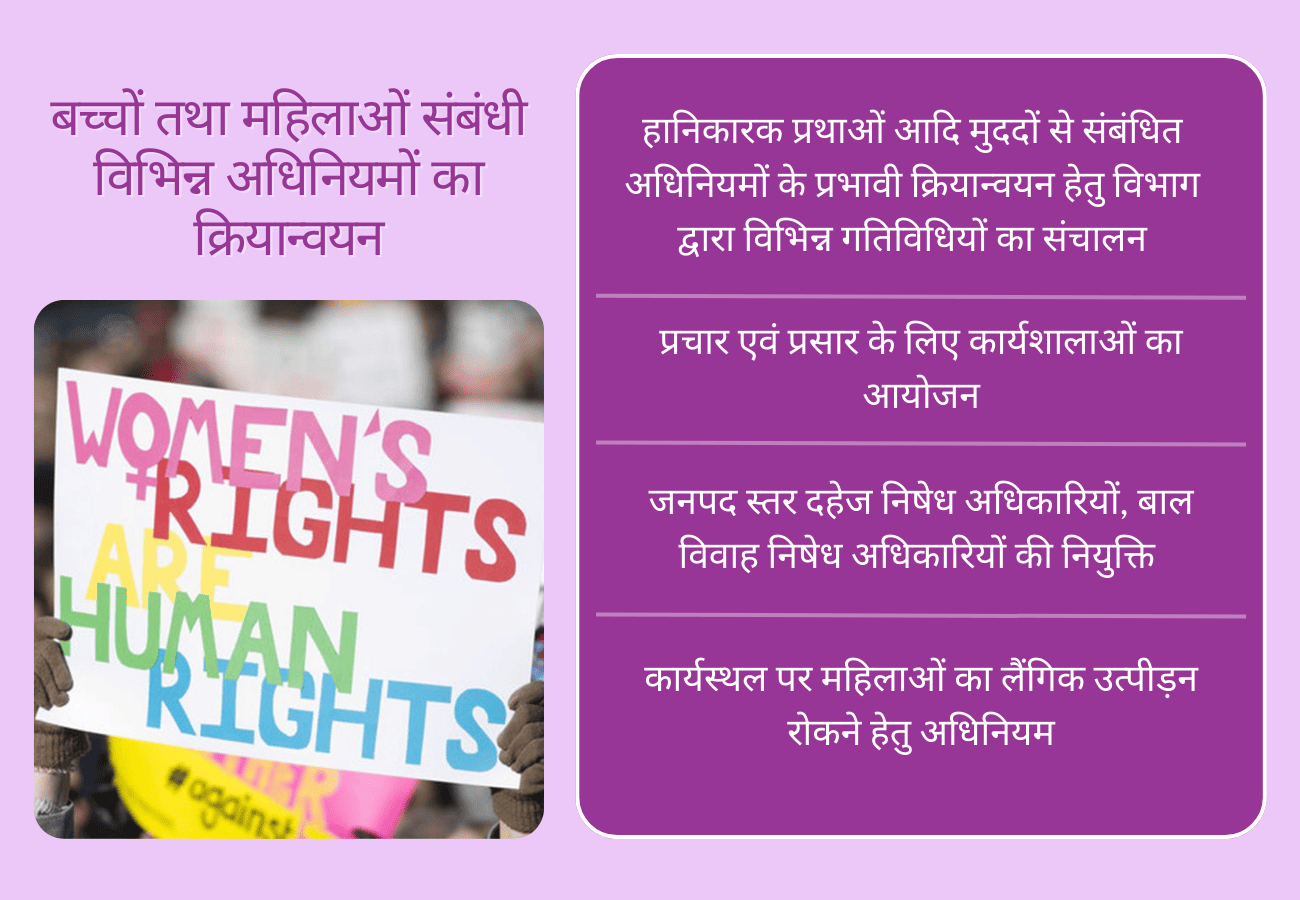 बच्चों तथा महिलाओं संबंधी
विभिन्न अधिनियमों का
क्रियान्वयन
WOMEN'S
RIGHTS
ARE
HUMAN
RIGHTS
#against
हानिकारक प्रथाओं आदि मुददों से संबंधित
अधिनियमों के प्रभावी क्रियान्वयन हेतु विभाग
द्वारा विभिन्न गतिविधियों का संचालन
प्रचार एवं प्रसार के लिए कार्यशालाओं का
आयोजन
जनपद स्तर दहेज निषेध अधिकारियों, बाल
विवाह निषेध अधिकारियों की नियुक्ति
कार्यस्थल पर महिलाओं का लैंगिक उत्पीड़न
रोकने हेतु अधिनियम